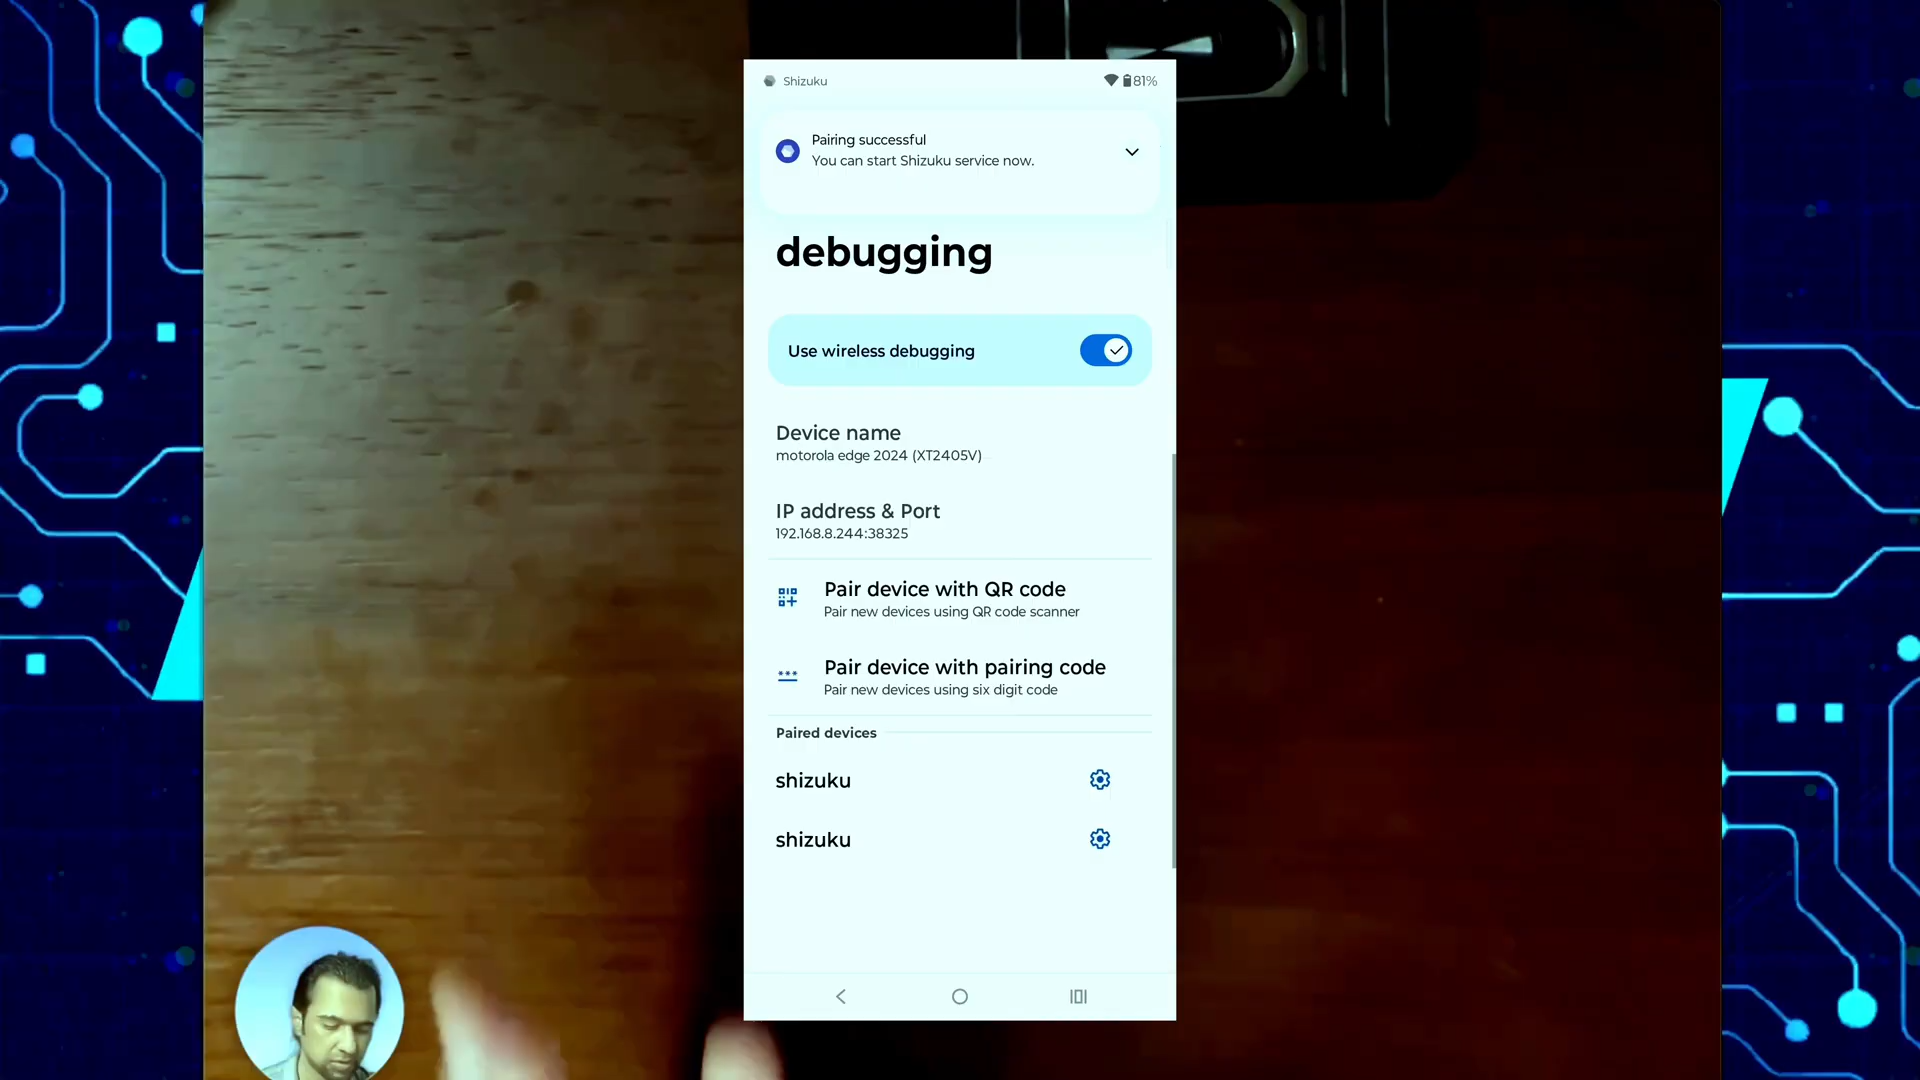 Shizuku
81%
Pairing successful
You can start Shizuku service now.
debugging
Use wireless debugging
Device name
motorola edge 2024 (XT2405V)
IP address & Port
192.168.8.244:38325
Pair device with QR code
Pair new devices using QR code scanner
Pair device with pairing code
Pair new devices using six digit code
Paired devices
shizuku
shizuku